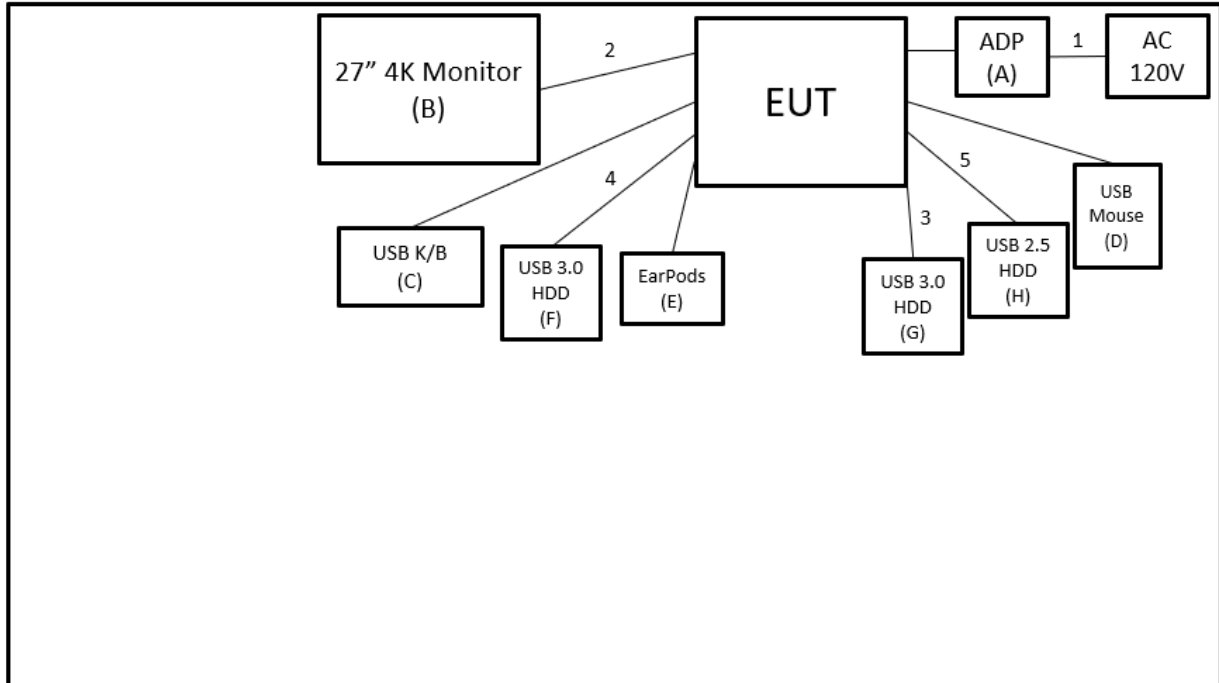 27” 4K Monitor
(B)
2
EUT
ADP
(A)
1
AC
120V
4
5
3
USB K/B
(C)
USB 3.0
HDD
(F)
EarPods
(E)
USB 3.0
HDD
(G)
USB 2.5
HDD
(H)
USB
Mouse
(D)